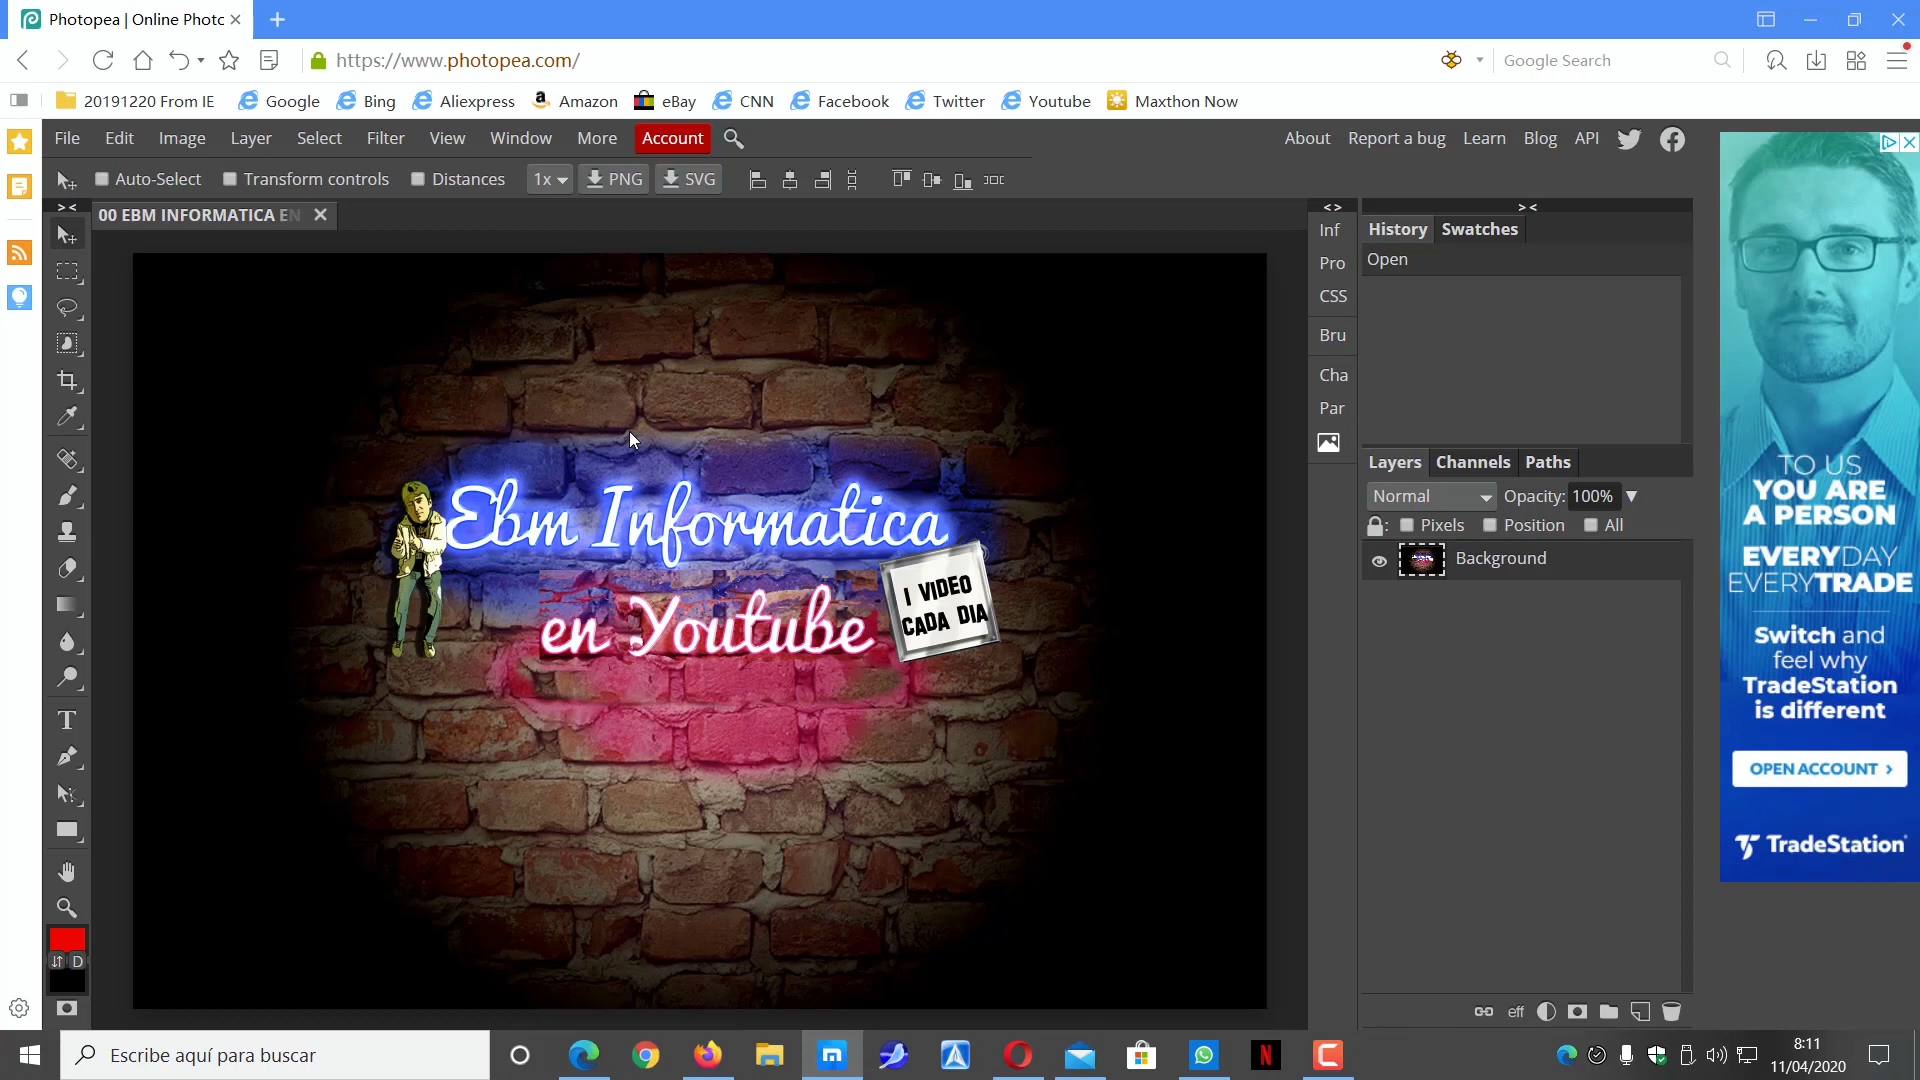 Photopea | Online Photo
https://www.photopea.com/
Google Search
20191220 From IE
Google
Bing
Aliexpress
Amazon
eBay
CNN
Facebook
Twitter
Youtube
Maxthon Now
File
Edit
Image
Layer
Select
Filter
View
Window
More
Account
About
Report a bug
Learn
Blog
API
Auto-Select
Transform controls
Distances
1x
PNG
SVG
> <
00 EBM INFORMATICA EN
< >
> <
Inf
Pro
CSS
Bru
Cha
Par
History
Swatches
Open
Layers
Channels
Paths
Normal
Opacity: 100%
Pixels
Position
All
Background
eff
Ebm Informatica
en Youtube
1 VIDEO
CADA DIA
T
D
TO US
YOU ARE
A PERSON
EVERYDAY
EVERYTRADE
Switch and
feel why
TradeStation
is different
OPEN ACCOUNT >
TradeStation
Escribe aquí para buscar
8:11
11/04/2020